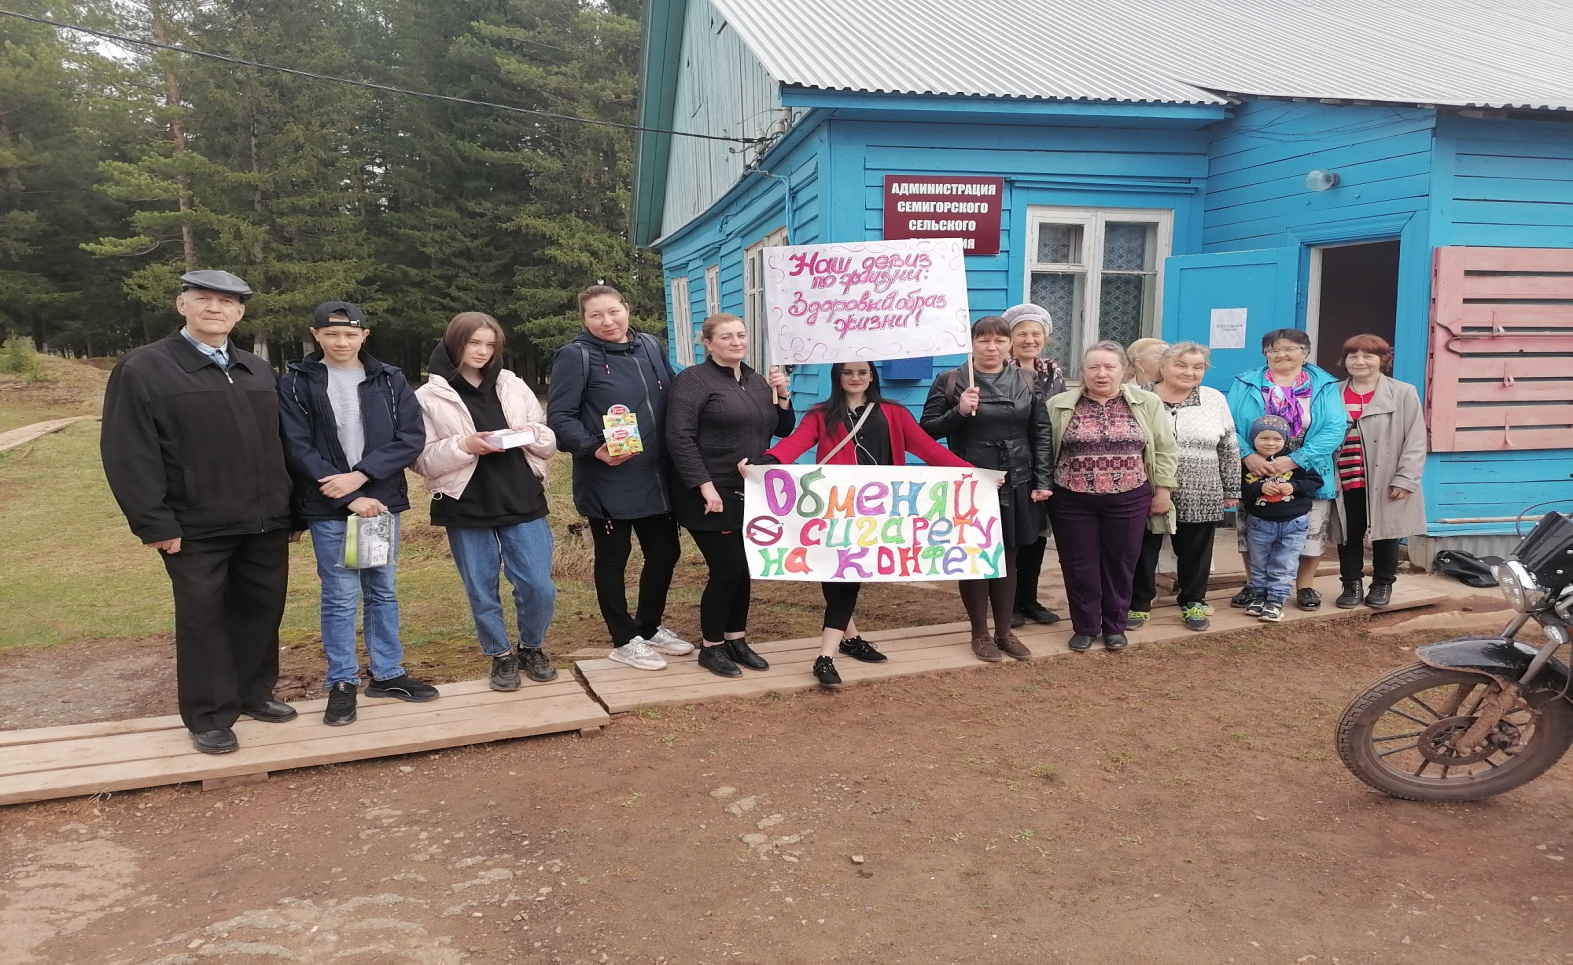 АДМИНИСТРАЦИЯ
СЕМИГОРСКОГО
СЕЛЬСКОГО
Наш девиз
по жизни:
Здоровый образ
жизни!
Обменяй
сигарету
на конфету